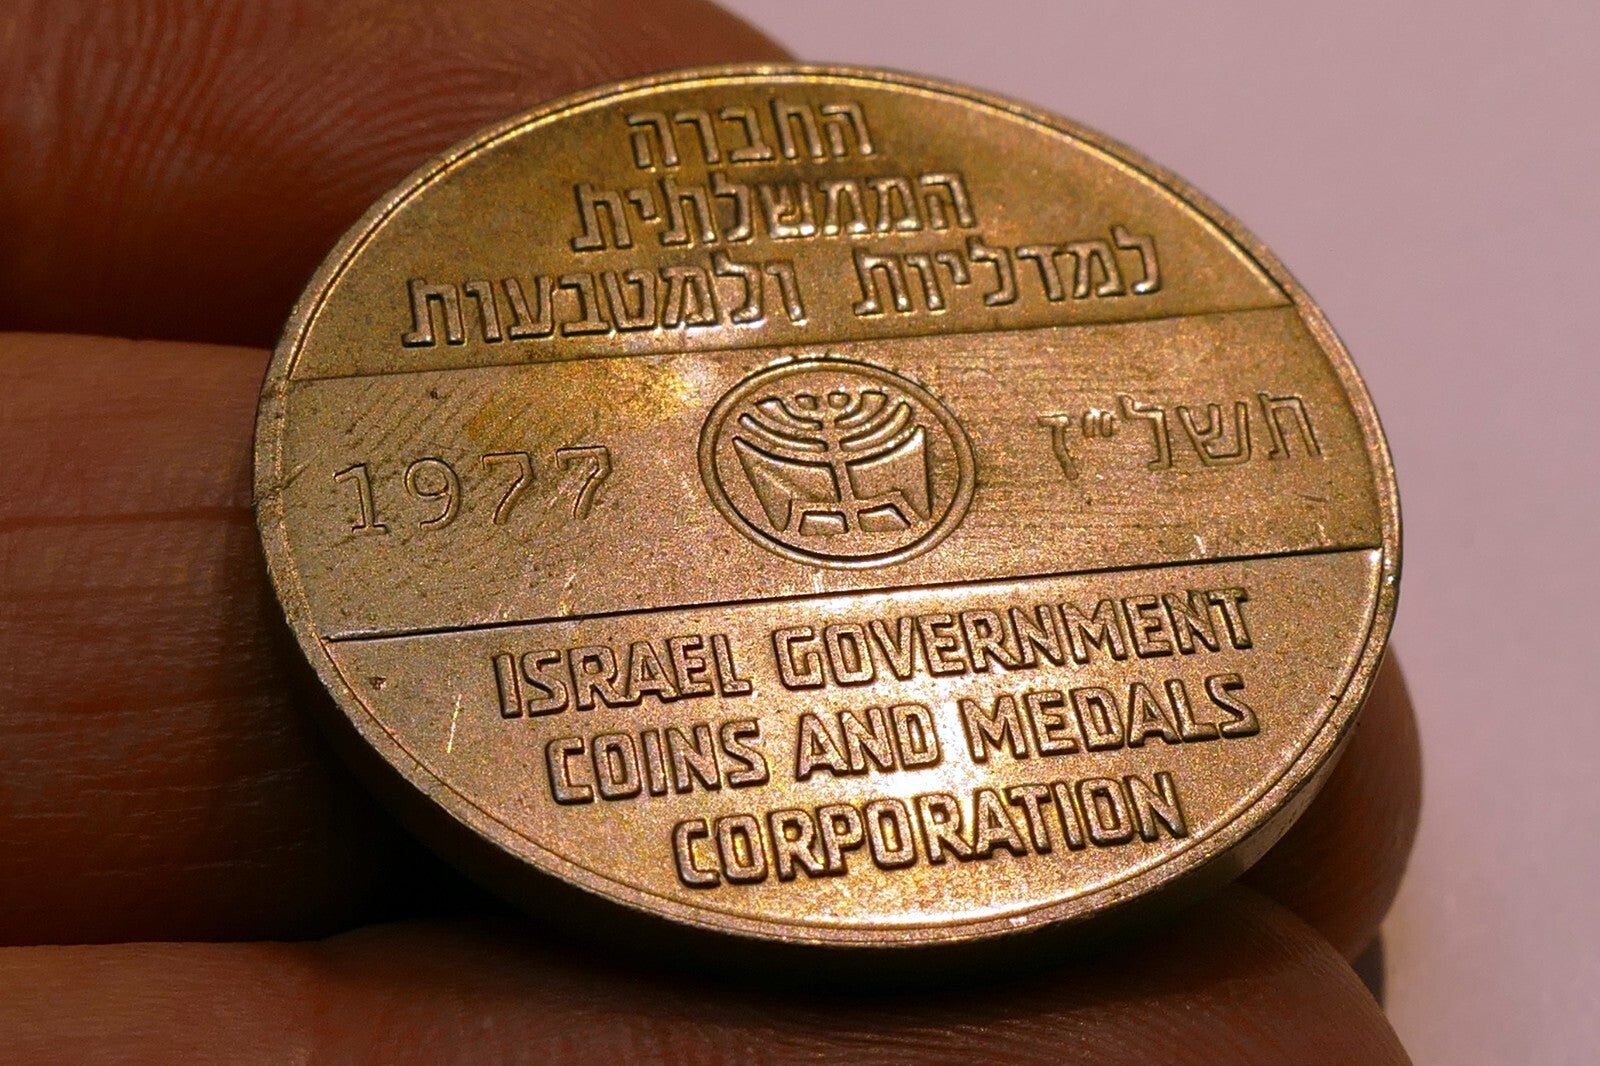 החברה
הממשלתית
למדליות ולמטבעות
1977 תשל"ז
ISRAEL GOVERNMENT
COINS AND MEDALS
CORPORATION